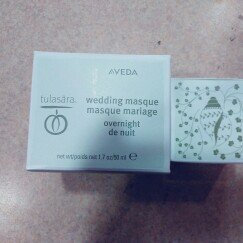 AVEDA
tulasāra
wedding masque
masque mariage
overnight
de nuit
net wt/poids net 1.7 oz/50 ml e